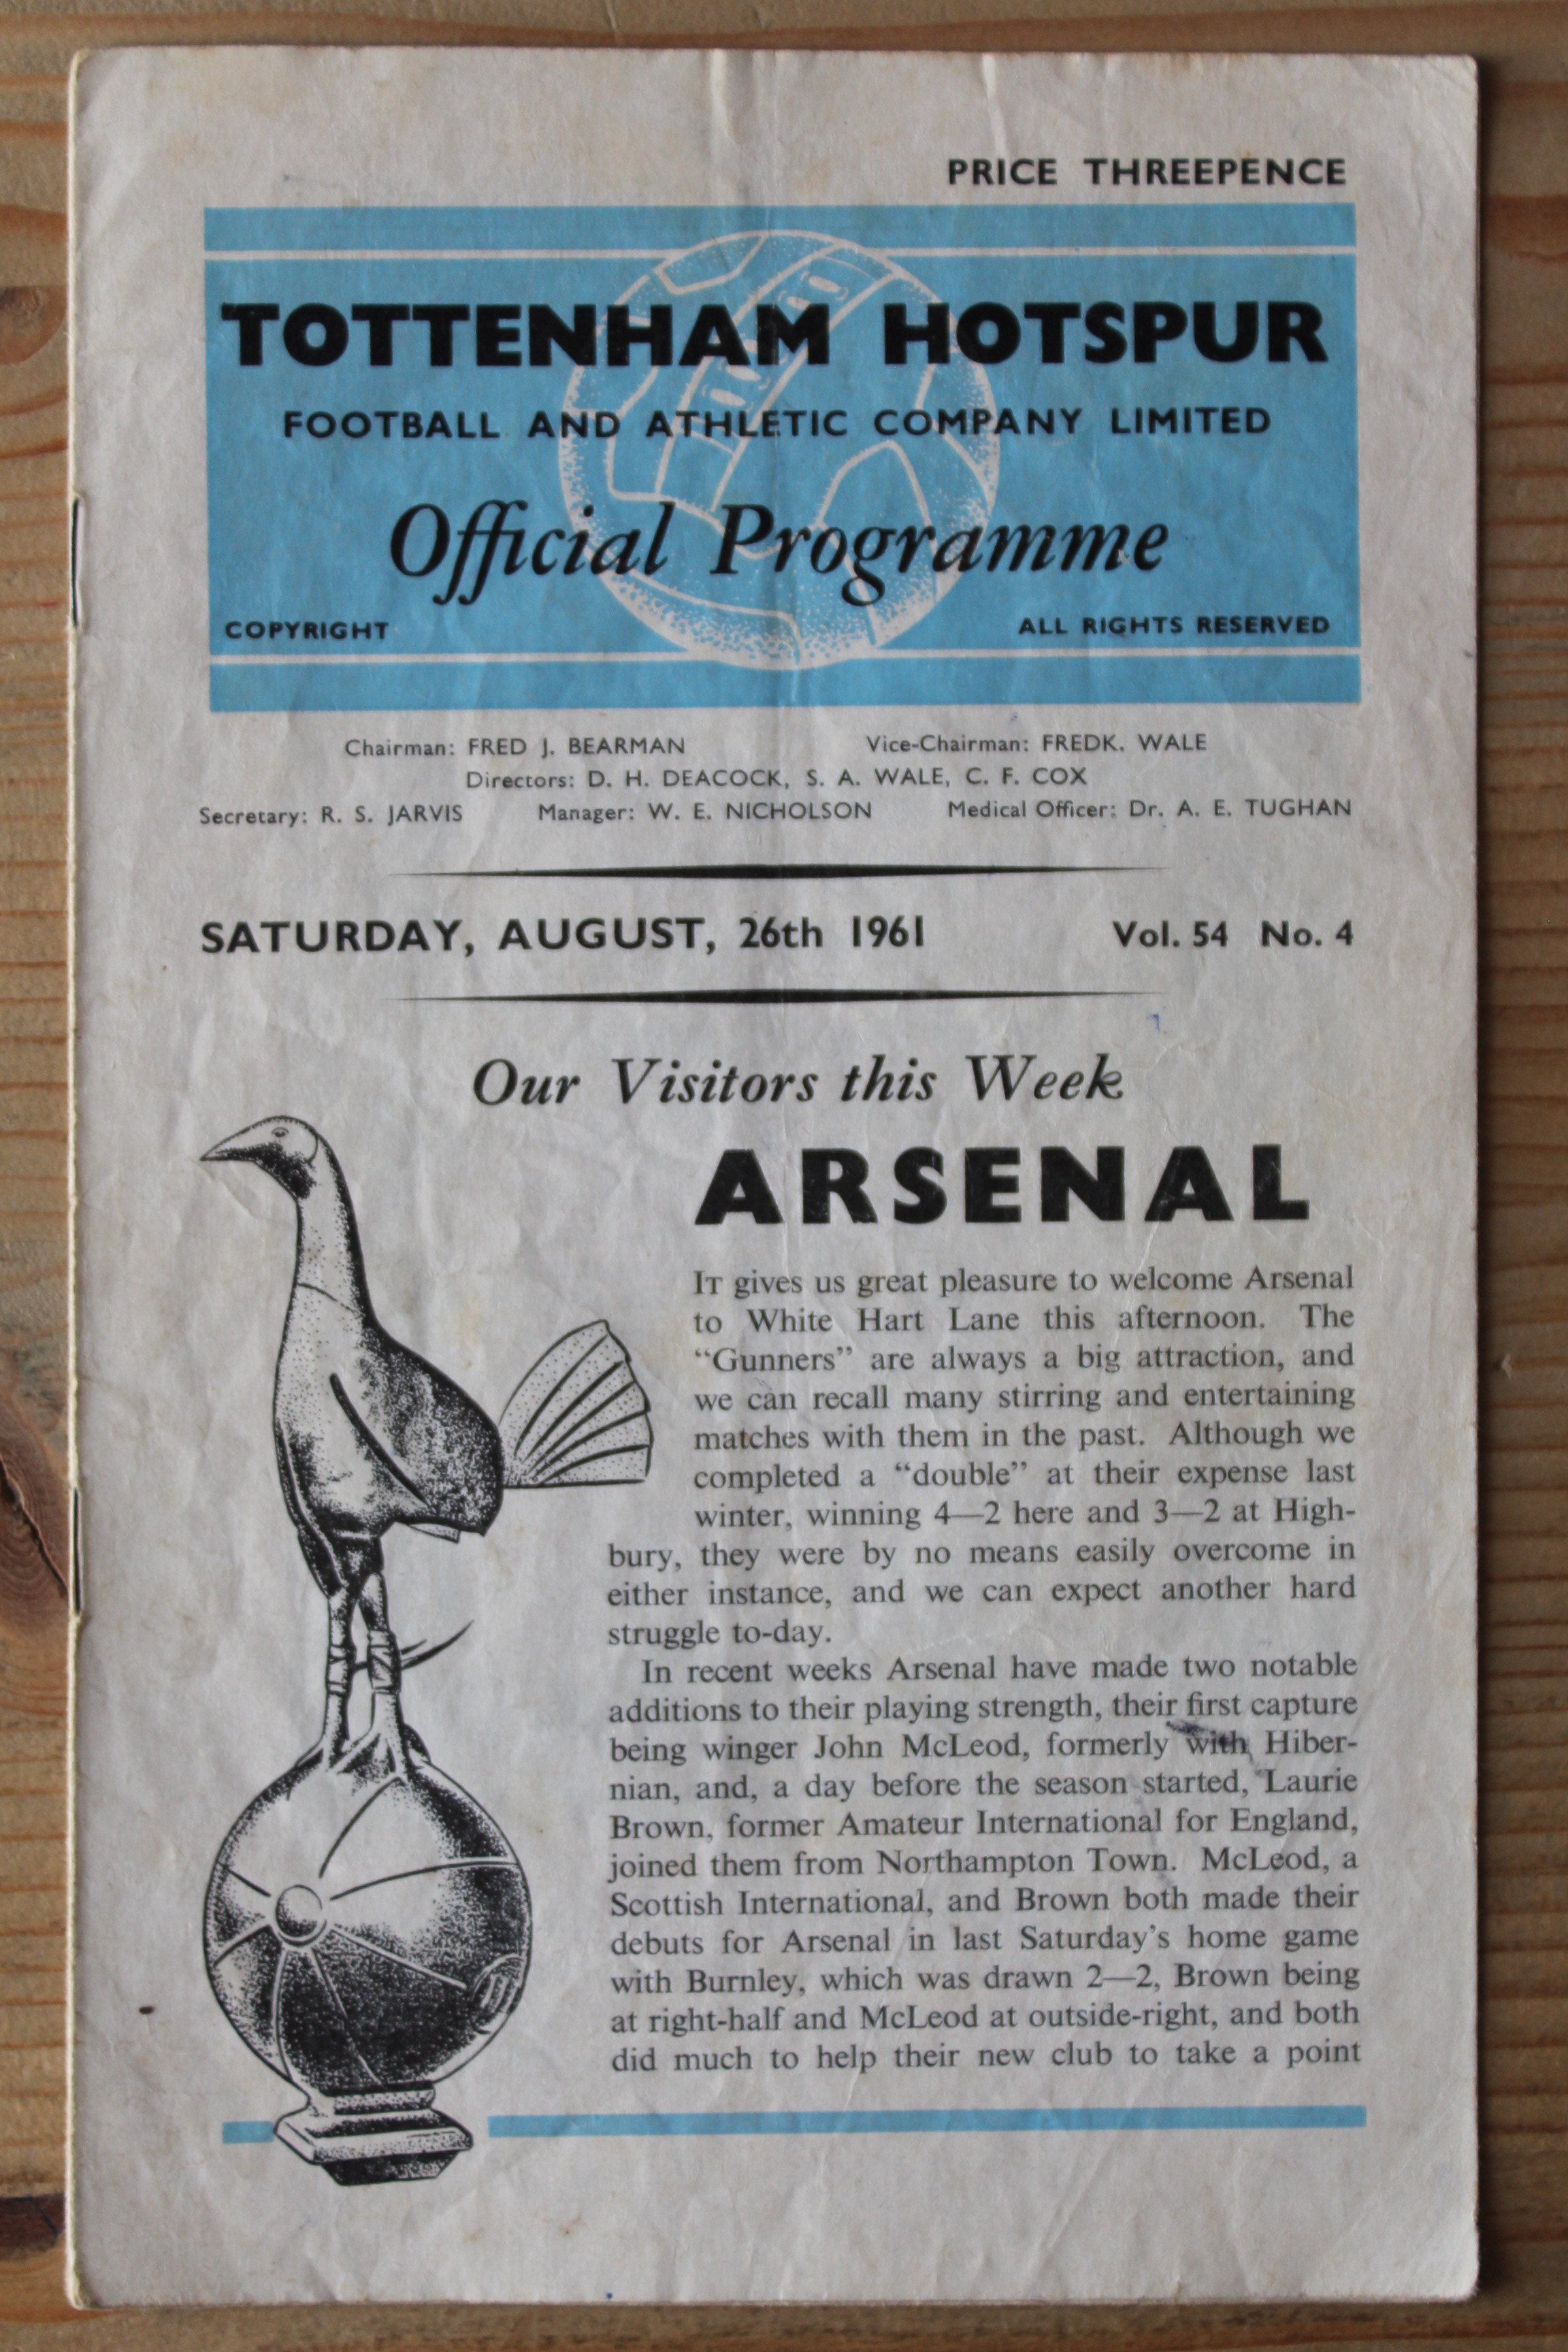 PRICE THREEPENCE
TOTTENHAM HOTSPUR
FOOTBALL AND ATHLETIC COMPANY LIMITED
Official Programme
COPYRIGHT ALL RIGHTS RESERVED
Chairman: FRED J. BEARMAN Vice-Chairman: FREDK. WALE
Directors: D. H. DEACOCK, S. A. WALE, C. F. COX
Secretary: R. S. JARVIS Manager: W. E. NICHOLSON Medical Officer: Dr. A. E. TUGHAN
SATURDAY, AUGUST, 26th 1961 Vol. 54 No. 4
Our Visitors this Week
ARSENAL
IT gives us great pleasure to welcome Arsenal
to White Hart Lane this afternoon. The
“Gunners” are always a big attraction, and
we can recall many stirring and entertaining
matches with them in the past. Although we
completed a “double” at their expense last
winter, winning 4—2 here and 3—2 at High-
bury, they were by no means easily overcome in
either instance, and we can expect another hard
struggle to-day.
In recent weeks Arsenal have made two notable
additions to their playing strength, their first capture
being winger John McLeod, formerly with Hiber-
nian, and, a day before the season started, Laurie
Brown, former Amateur International for England,
joined them from Northampton Town. McLeod, a
Scottish International, and Brown both made their
debuts for Arsenal in last Saturday’s home game
with Burnley, which was drawn 2—2, Brown being
at right-half and McLeod at outside-right, and both
did much to help their new club to take a point